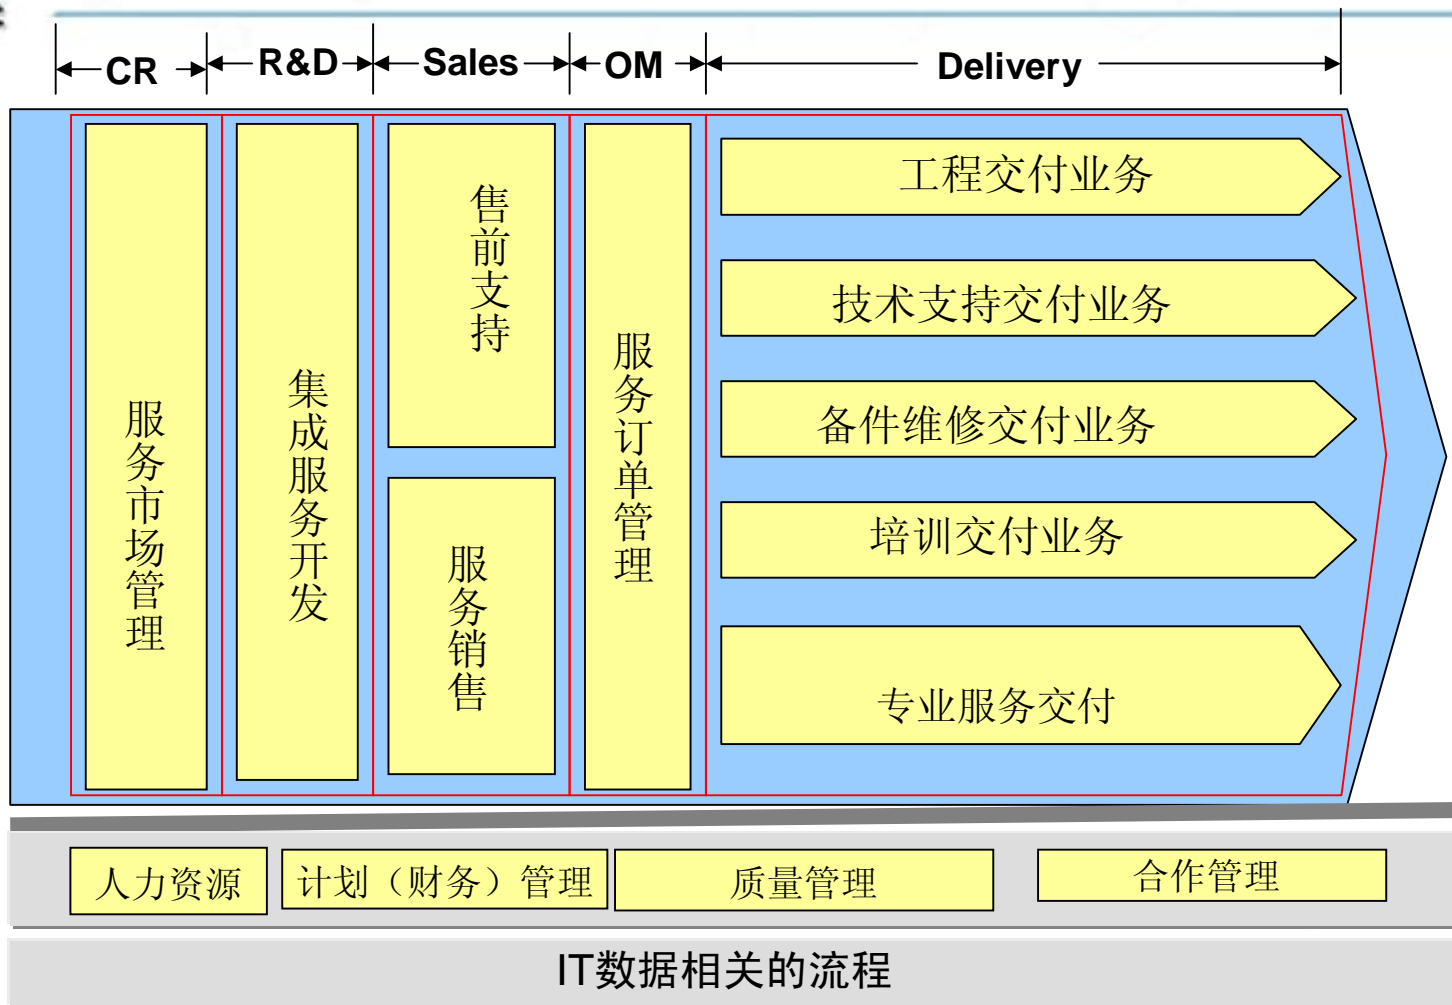 CR
R&D
Sales
OM
Delivery
服务市场管理
集成服务开发
售前支持
服务销售
服务订单管理
工程交付业务
技术支持交付业务
备件维修交付业务
培训交付业务
专业服务交付
人力资源
计划（财务）管理
质量管理
合作管理
IT数据相关的流程